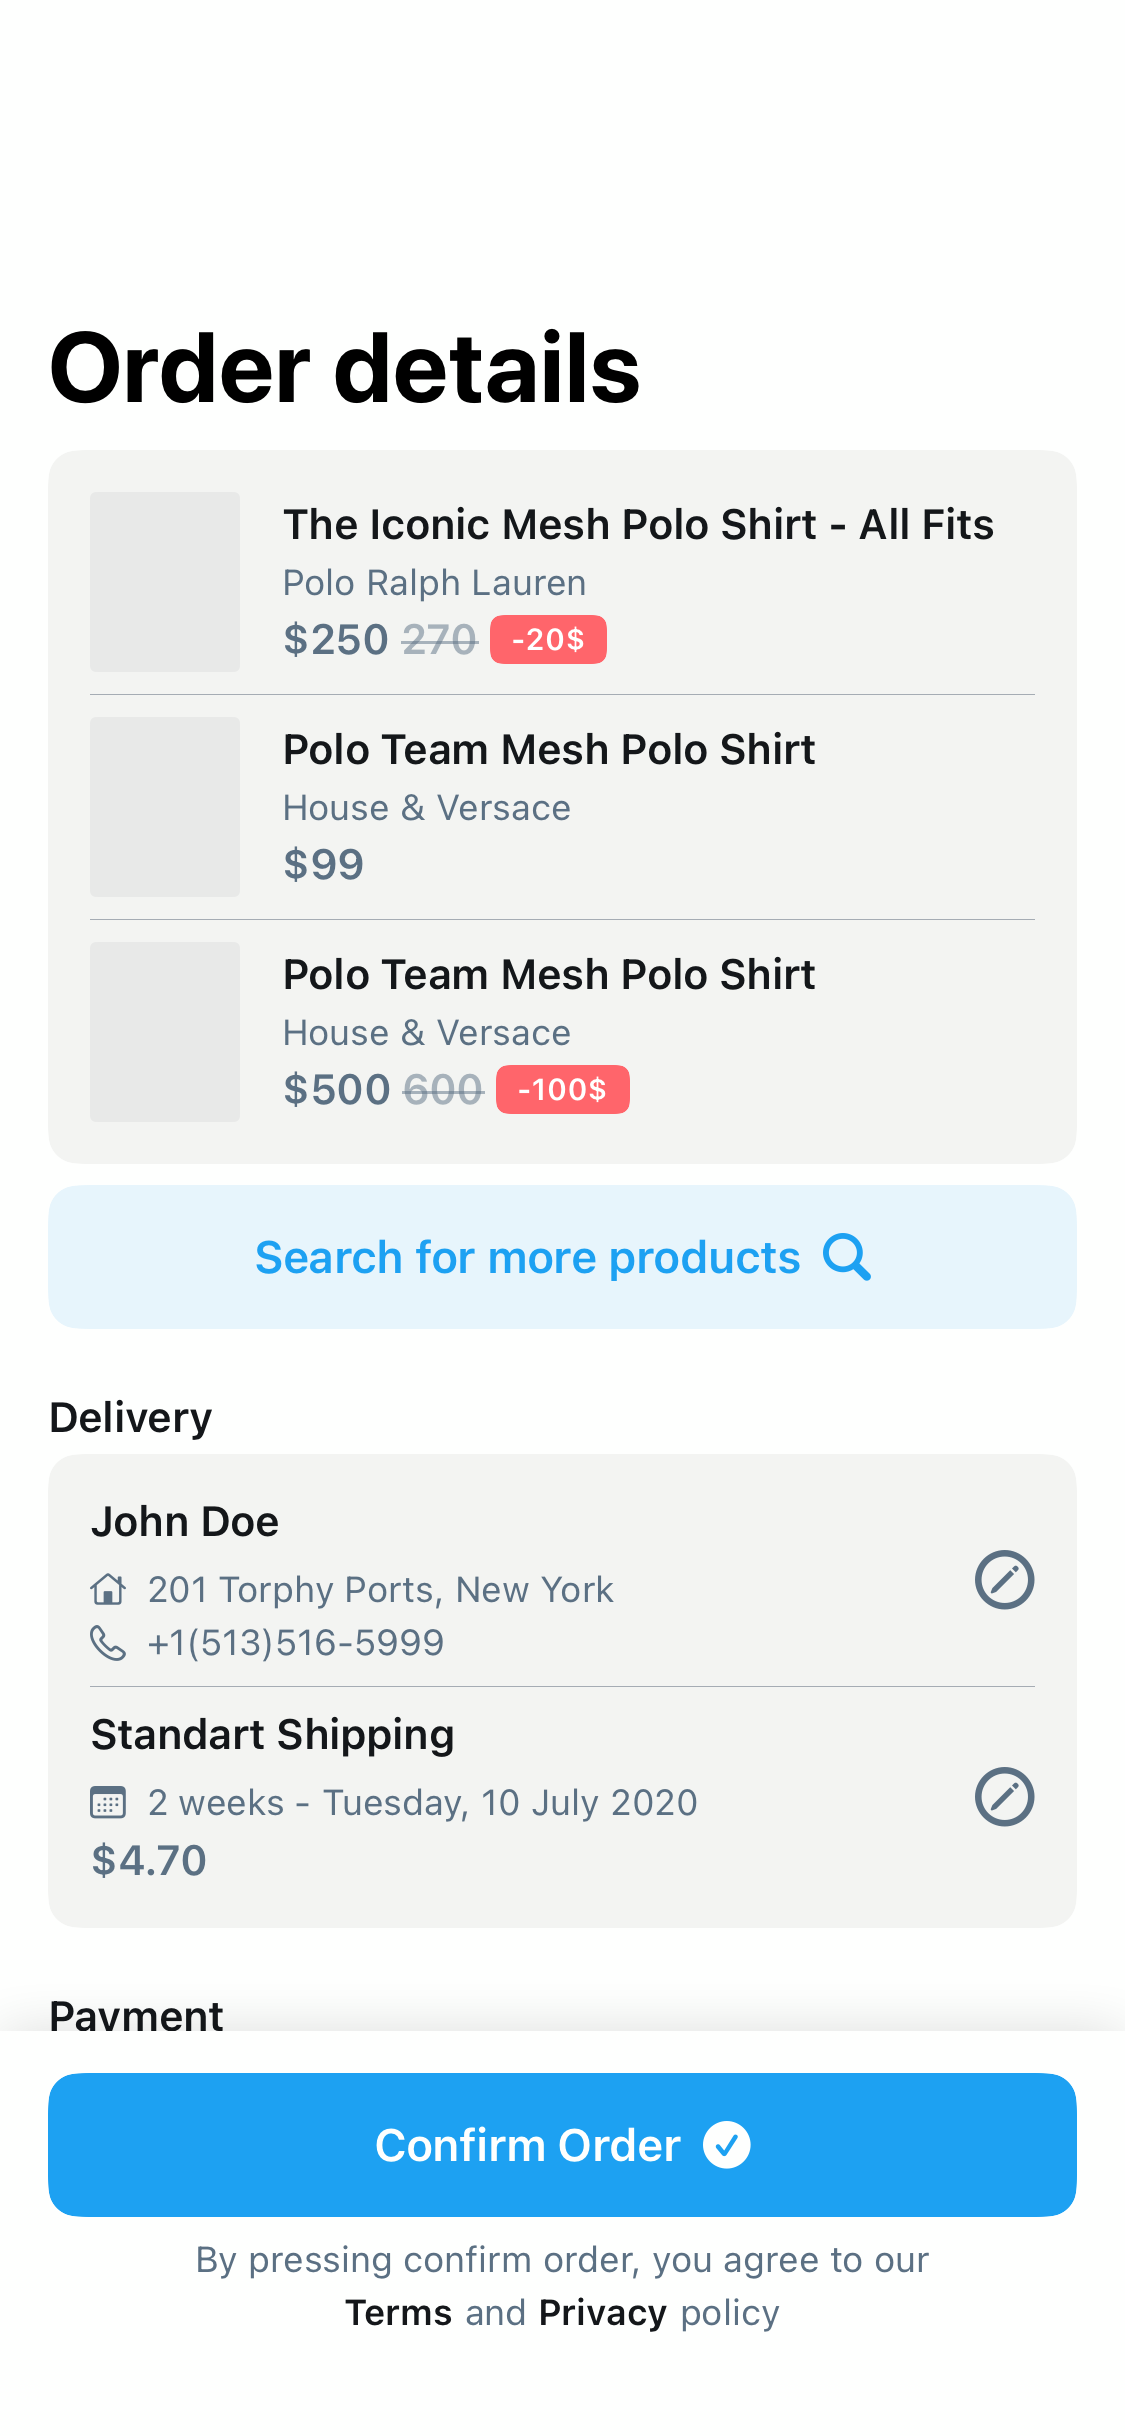 Order details
The Iconic Mesh Polo Shirt - All Fits
Polo Ralph Lauren
$250 270 -20$
Polo Team Mesh Polo Shirt
House & Versace
$99
Polo Team Mesh Polo Shirt
House & Versace
$500 600 -100$
Search for more products
Delivery
John Doe
201 Torphy Ports, New York
+1(513)516-5999
Standart Shipping
2 weeks - Tuesday, 10 July 2020
$4.70
Payment
Confirm Order
By pressing confirm order, you agree to our
Terms and Privacy policy